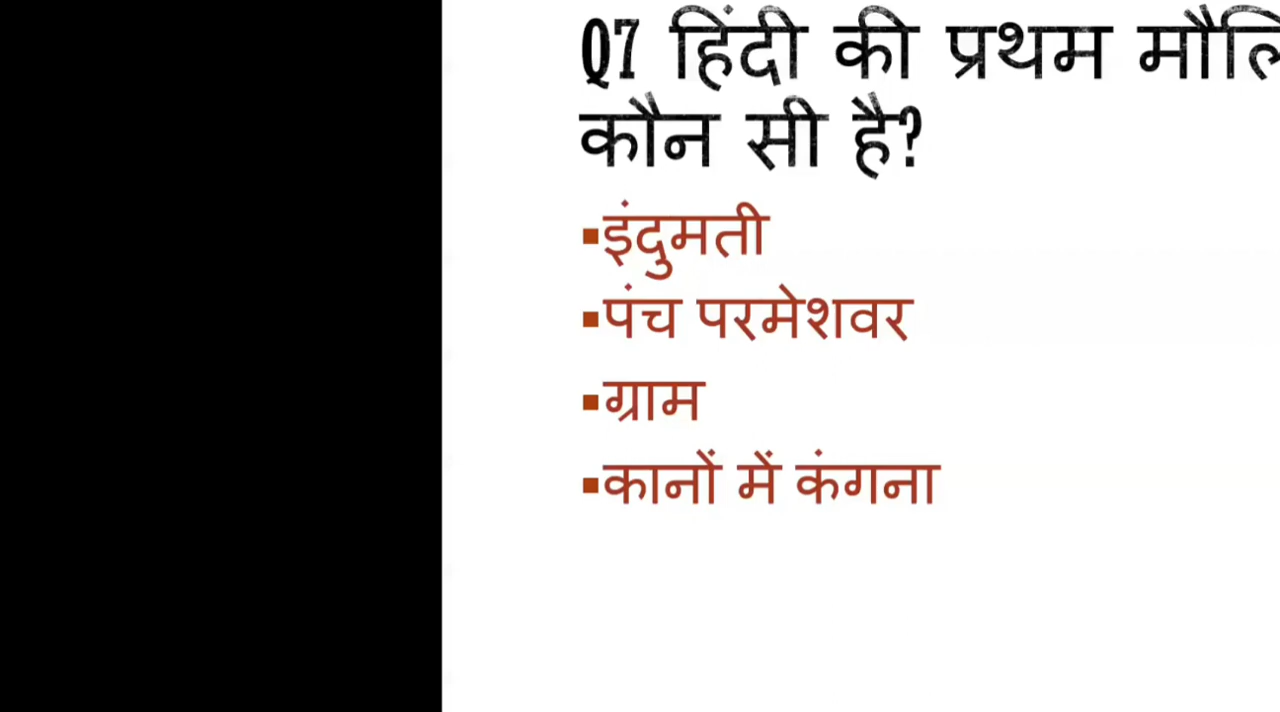 Q7 हिंदी की प्रथम मौलि
कौन सी है?
▪इंदुमती
▪पंच परमेशवर
▪ग्राम
▪कानों में कंगना